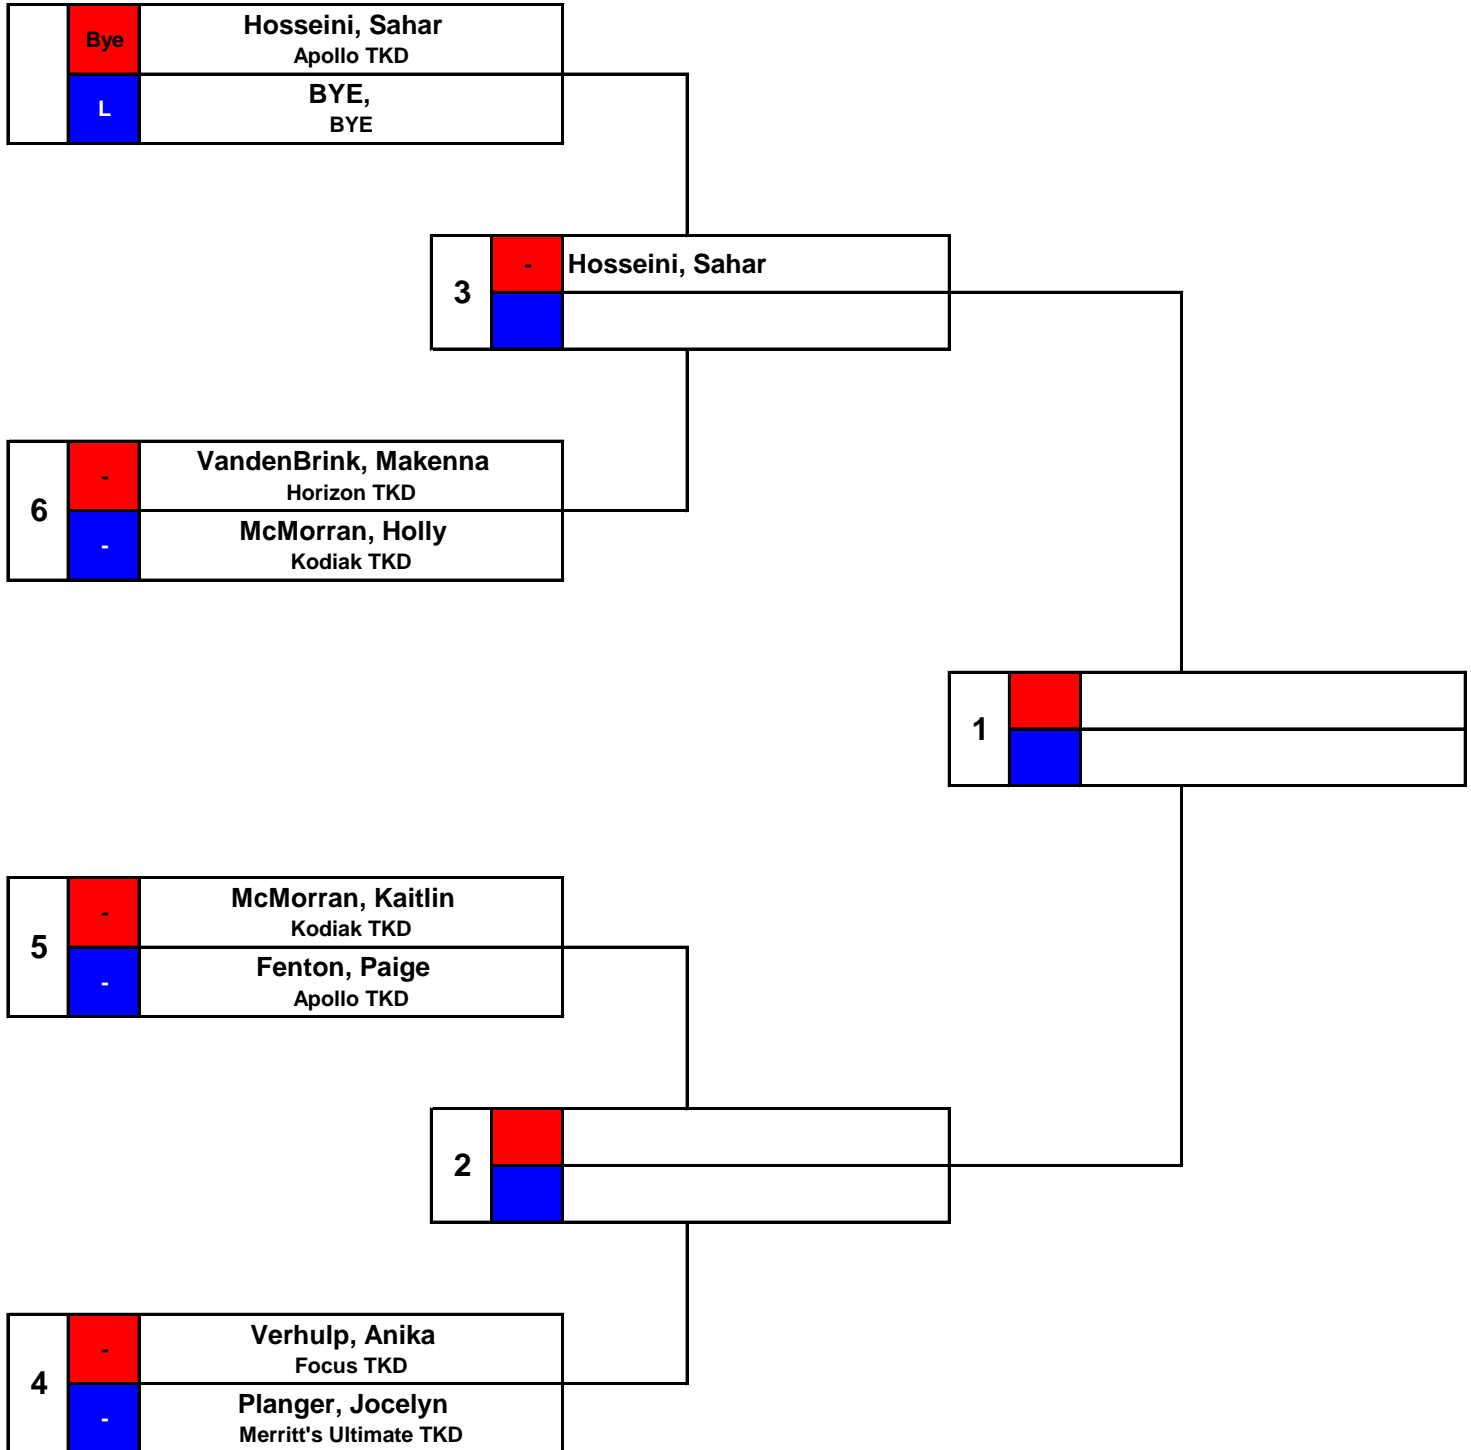 Bye
Hosseini, Sahar
Apollo TKD
L
BYE,
BYE
3
-
Hosseini, Sahar
6
-
VandenBrink, Makenna
Horizon TKD
-
McMorran, Holly
Kodiak TKD
1
5
-
McMorran, Kaitlin
Kodiak TKD
-
Fenton, Paige
Apollo TKD
2
4
-
Verhulp, Anika
Focus TKD
-
Planger, Jocelyn
Merritt's Ultimate TKD